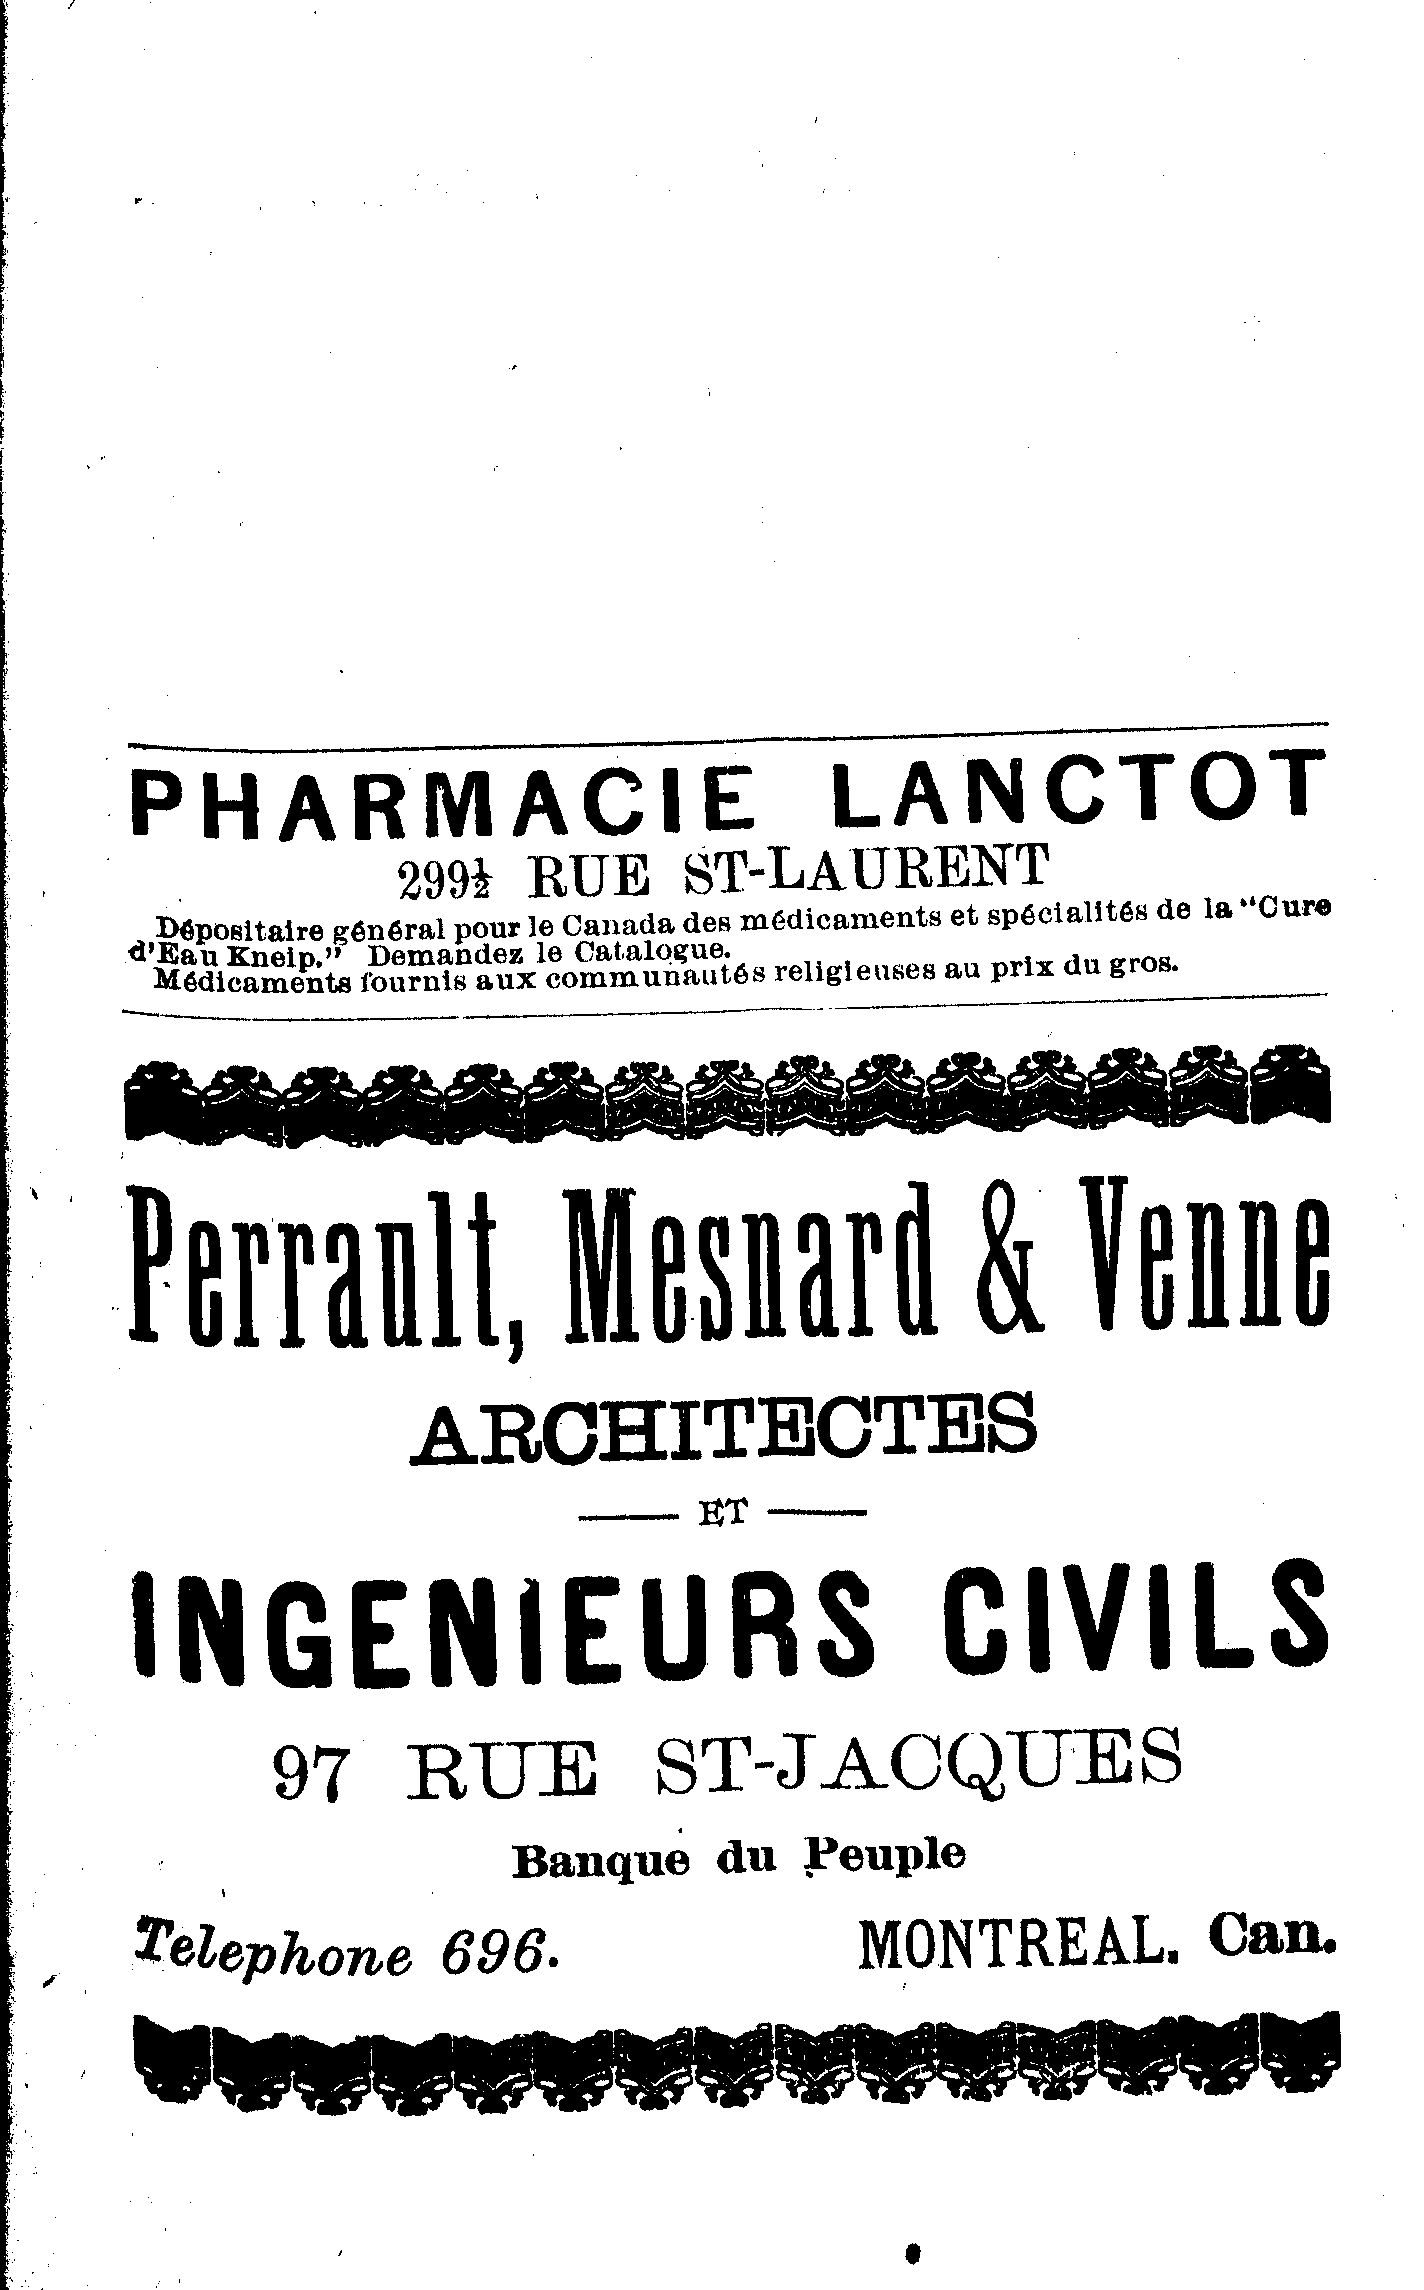 PHARMACIE LANCTOT
299½ RUE ST-LAURENT
Dépositaire général pour le Canada des médicaments et spécialités de la "Cure
d'Eau Kneip." Demandez le Catalogue.
Médicaments fournis aux communautés religieuses au prix du gros.
Perrault, Mesnard & Venne
ARCHITECTES
— ET —
INGENIEURS CIVILS
97 RUE ST-JACQUES
Banque du Peuple
Telephone 696. MONTREAL. Can.